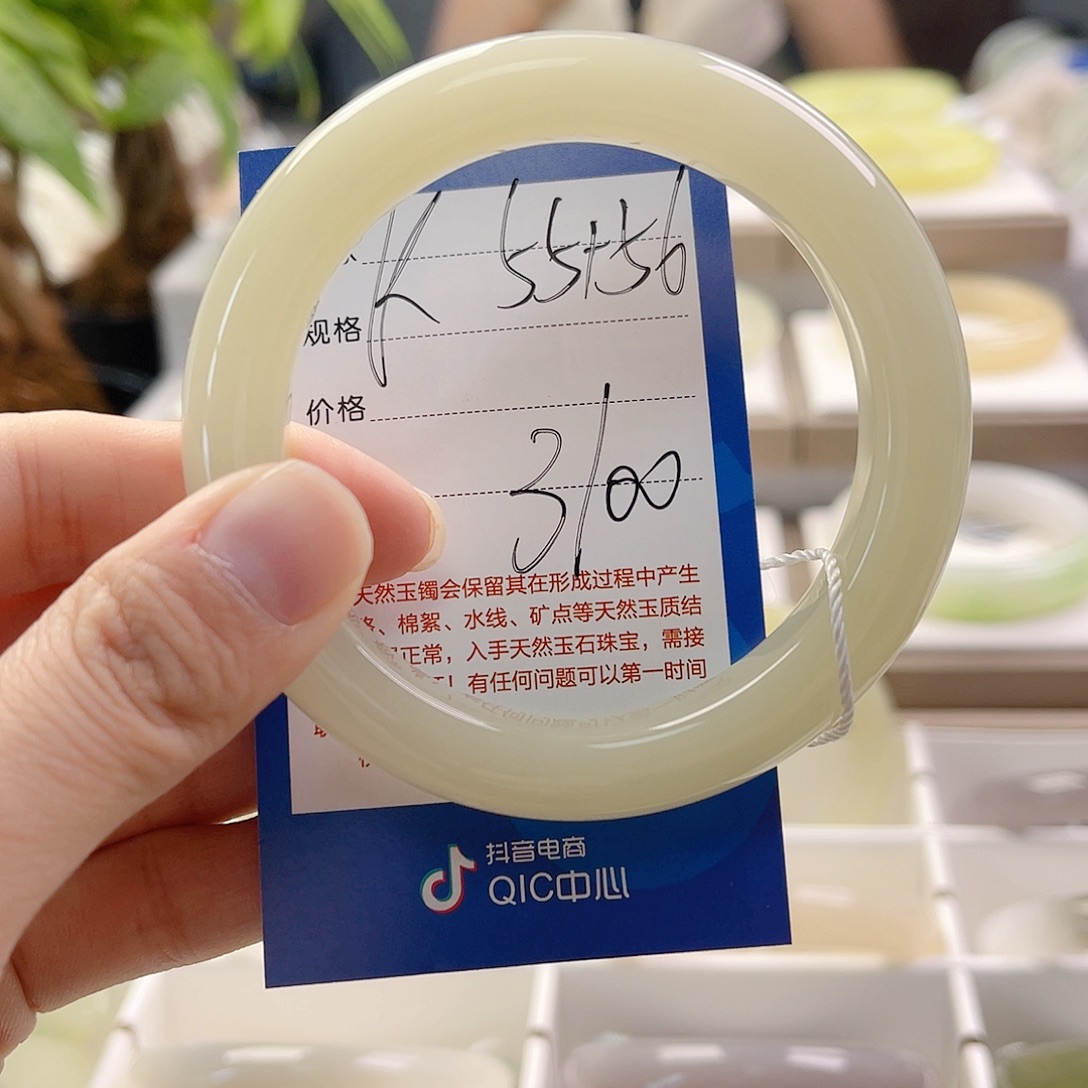 K 55+56
规格
价格
3100
天然玉镯会保留其在形成过程中产生
、棉絮、水线、矿点等天然玉质结
正常，入手天然玉石珠宝，需接
！有任何问题可以第一时间
抖音电商
QIC中心